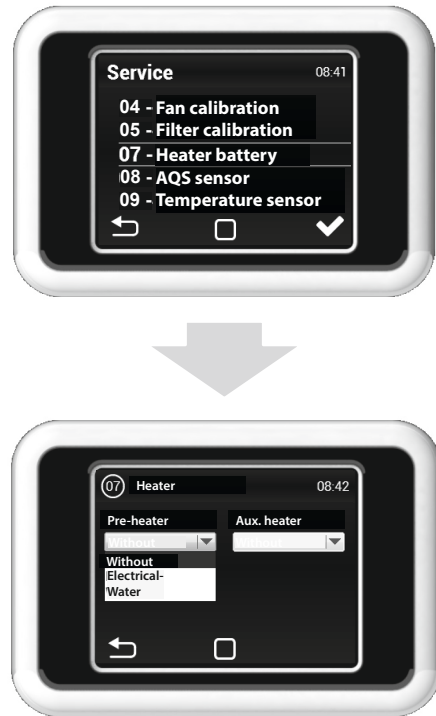 Service 08:41
04 - Fan calibration
05 - Filter calibration
07 - Heater battery
08 - AQS sensor
09 - Temperature sensor
07 Heater 08:42
Pre-heater Aux. heater
Without Without
Without
Electrical-
Water